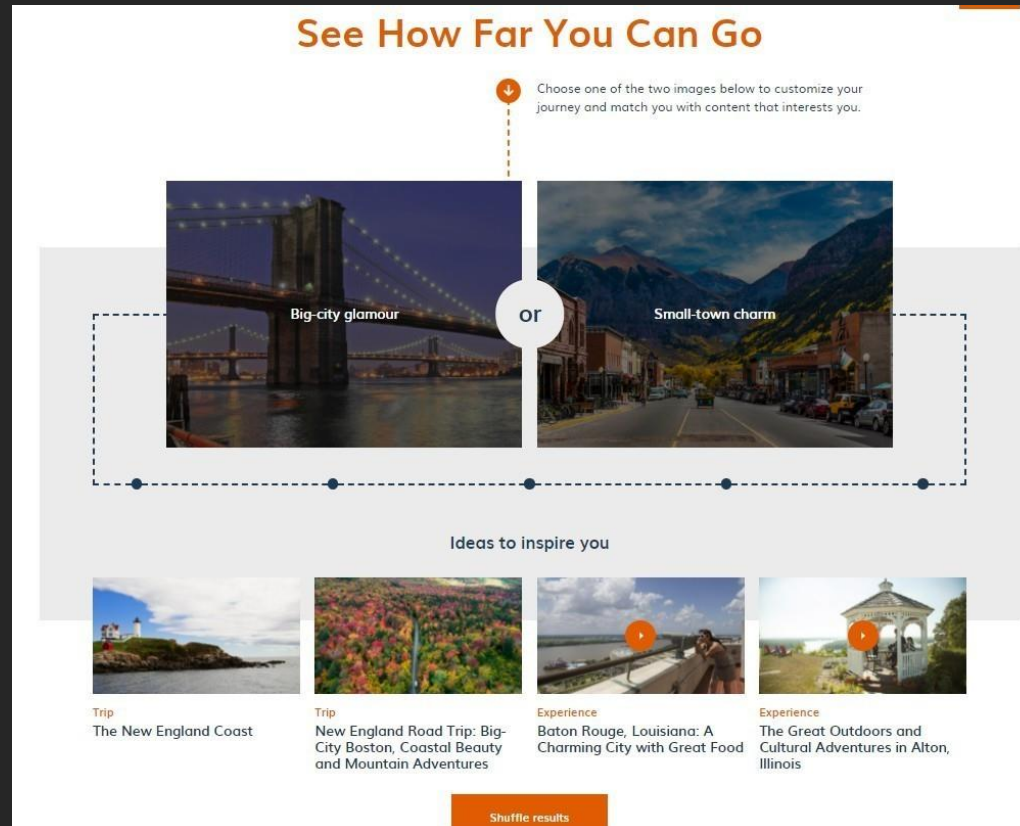 See How Far You Can Go
Choose one of the two images below to customize your
journey and match you with content that interests you.
Big-city glamour
or
Small-town charm
Ideas to inspire you
Trip
The New England Coast
Trip
New England Road Trip: Big-
City Boston, Coastal Beauty
and Mountain Adventures
Experience
Baton Rouge, Louisiana: A
Charming City with Great Food
Experience
The Great Outdoors and
Cultural Adventures in Alton,
Illinois
Shuffle results